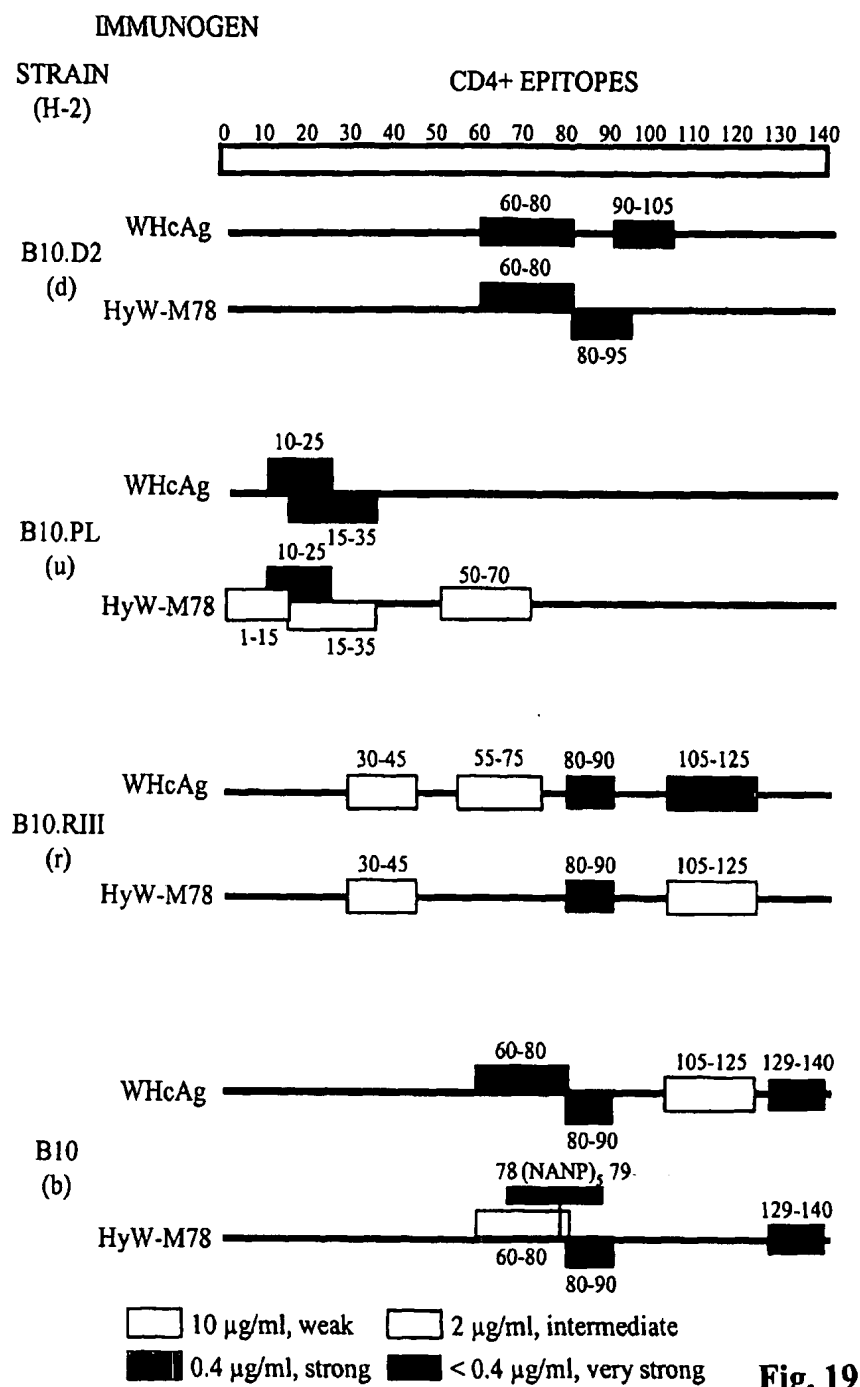 IMMUNOGEN
STRAIN
(H-2)
CD4+ EPITOPES
0 10 20 30 40 50 60 70 80 90 100 110 120 130 140
60-80 90-105
WHcAg
B10.D2
(d)
60-80
HyW-M78
80-95
10-25
WHcAg
15-35
B10.PL
(u)
10-25
50-70
HyW-M78
1-15
15-35
30-45 55-75 80-90 105-125
WHcAg
B10.RIII
(r)
30-45 80-90 105-125
HyW-M78
60-80 105-125 129-140
WHcAg
80-90
B10
(b)
78 (NANP)5 79
129-140
HyW-M78
60-80
80-90
10 µg/ml, weak 2 µg/ml, intermediate
0.4 µg/ml, strong < 0.4 µg/ml, very strong
Fig. 19